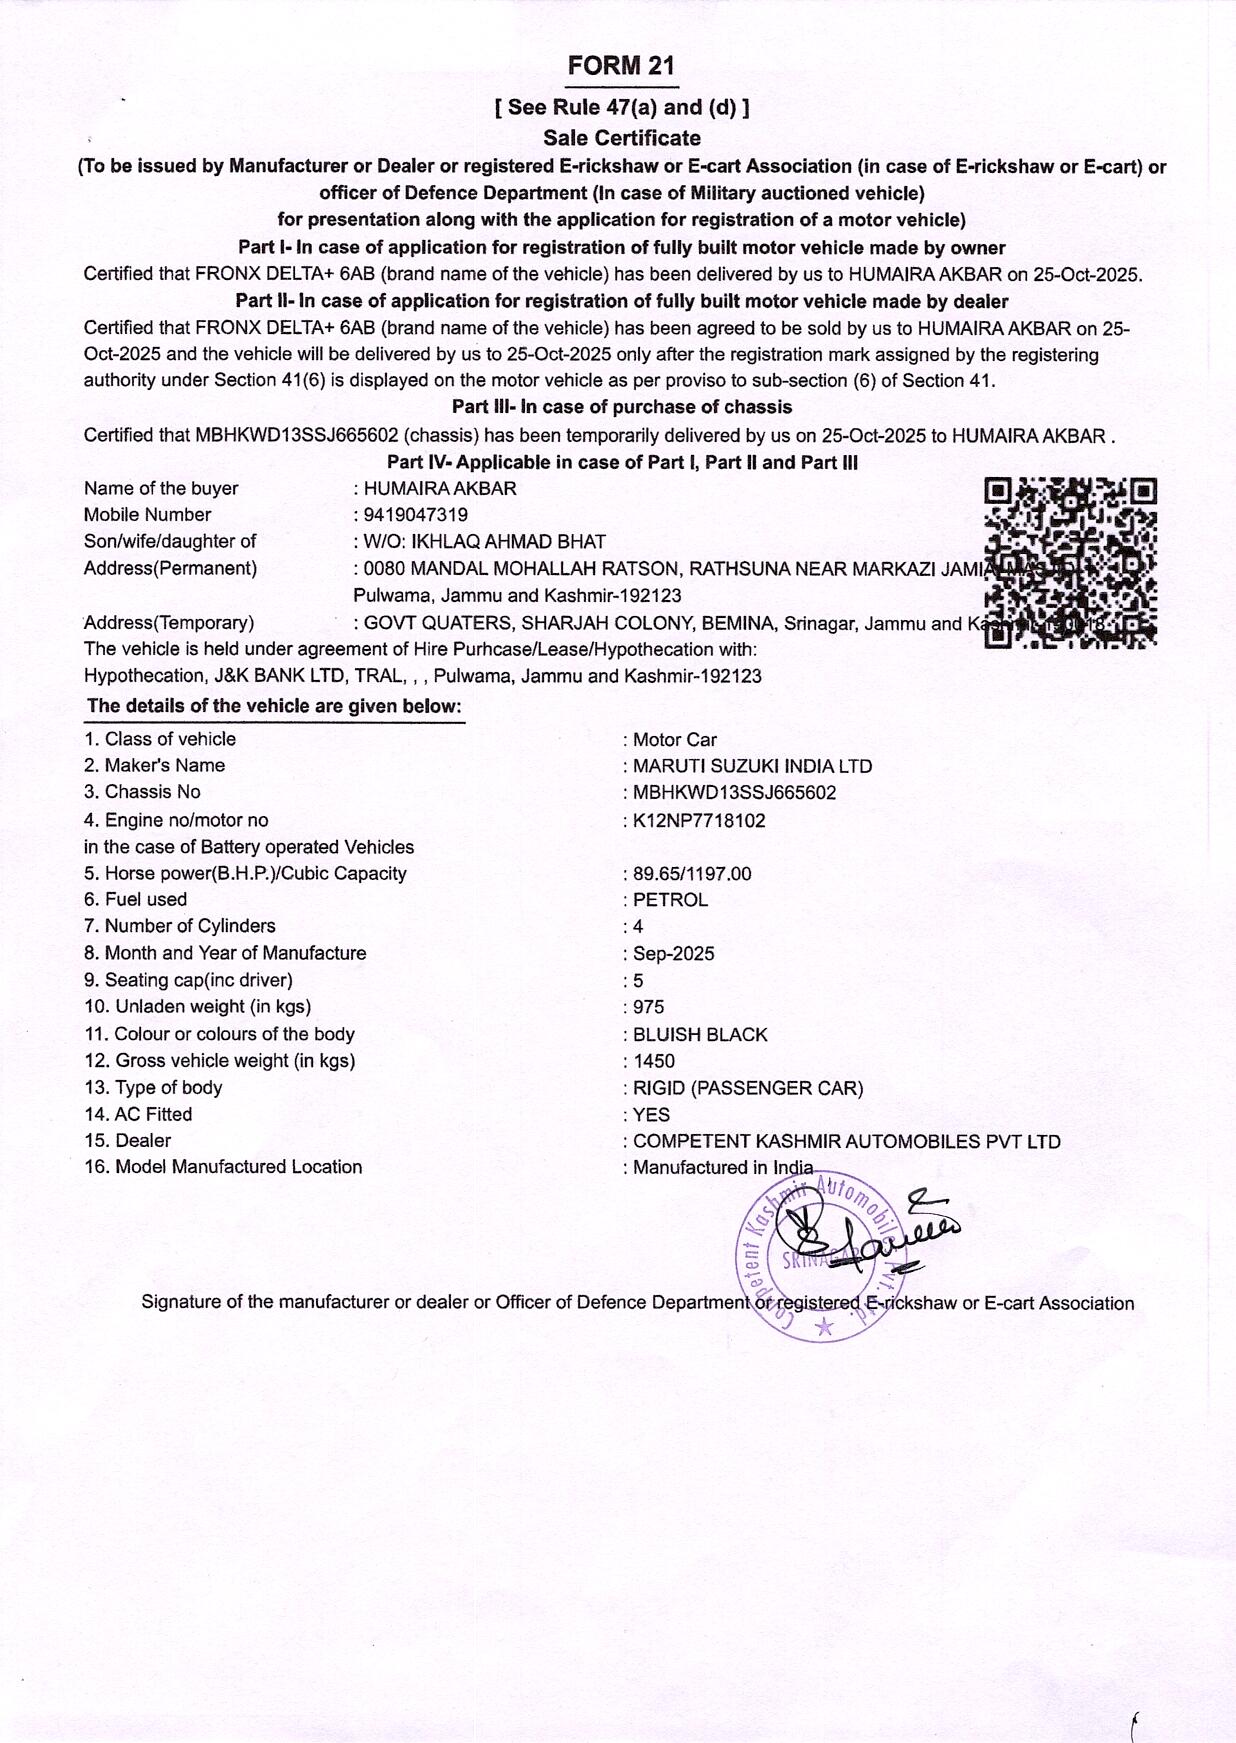 FORM 21
[ See Rule 47(a) and (d) ]
Sale Certificate
(To be issued by Manufacturer or Dealer or registered E-rickshaw or E-cart Association (in case of E-rickshaw or E-cart) or
officer of Defence Department (In case of Military auctioned vehicle)
for presentation along with the application for registration of a motor vehicle)
Part I- In case of application for registration of fully built motor vehicle made by owner
Certified that FRONX DELTA+ 6AB (brand name of the vehicle) has been delivered by us to HUMAIRA AKBAR on 25-Oct-2025.
Part II- In case of application for registration of fully built motor vehicle made by dealer
Certified that FRONX DELTA+ 6AB (brand name of the vehicle) has been agreed to be sold by us to HUMAIRA AKBAR on 25-
Oct-2025 and the vehicle will be delivered by us to 25-Oct-2025 only after the registration mark assigned by the registering
authority under Section 41(6) is displayed on the motor vehicle as per proviso to sub-section (6) of Section 41.
Part III- In case of purchase of chassis
Certified that MBHKWD13SSJ665602 (chassis) has been temporarily delivered by us on 25-Oct-2025 to HUMAIRA AKBAR .
Part IV- Applicable in case of Part I, Part II and Part III
Name of the buyer : HUMAIRA AKBAR
Mobile Number : 9419047319
Son/wife/daughter of : W/O: IKHLAQ AHMAD BHAT
Address(Permanent) : 0080 MANDAL MOHALLAH RATSON, RATHSUNA NEAR MARKAZI JAMIA
Pulwama, Jammu and Kashmir-192123
Address(Temporary) : GOVT QUATERS, SHARJAH COLONY, BEMINA, Srinagar, Jammu and
The vehicle is held under agreement of Hire Purhcase/Lease/Hypothecation with:
Hypothecation, J&K BANK LTD, TRAL, , , Pulwama, Jammu and Kashmir-192123
The details of the vehicle are given below:
1. Class of vehicle : Motor Car
2. Maker's Name : MARUTI SUZUKI INDIA LTD
3. Chassis No : MBHKWD13SSJ665602
4. Engine no/motor no : K12NP7718102
in the case of Battery operated Vehicles
5. Horse power(B.H.P.)/Cubic Capacity : 89.65/1197.00
6. Fuel used : PETROL
7. Number of Cylinders : 4
8. Month and Year of Manufacture : Sep-2025
9. Seating cap(inc driver) : 5
10. Unladen weight (in kgs) : 975
11. Colour or colours of the body : BLUISH BLACK
12. Gross vehicle weight (in kgs) : 1450
13. Type of body : RIGID (PASSENGER CAR)
14. AC Fitted : YES
15. Dealer : COMPETENT KASHMIR AUTOMOBILES PVT LTD
16. Model Manufactured Location : Manufactured in India
Competent Kashmir Automobiles Pvt. Ltd.
SRINAGAR
Signature of the manufacturer or dealer or Officer of Defence Department or registered E-rickshaw or E-cart Association